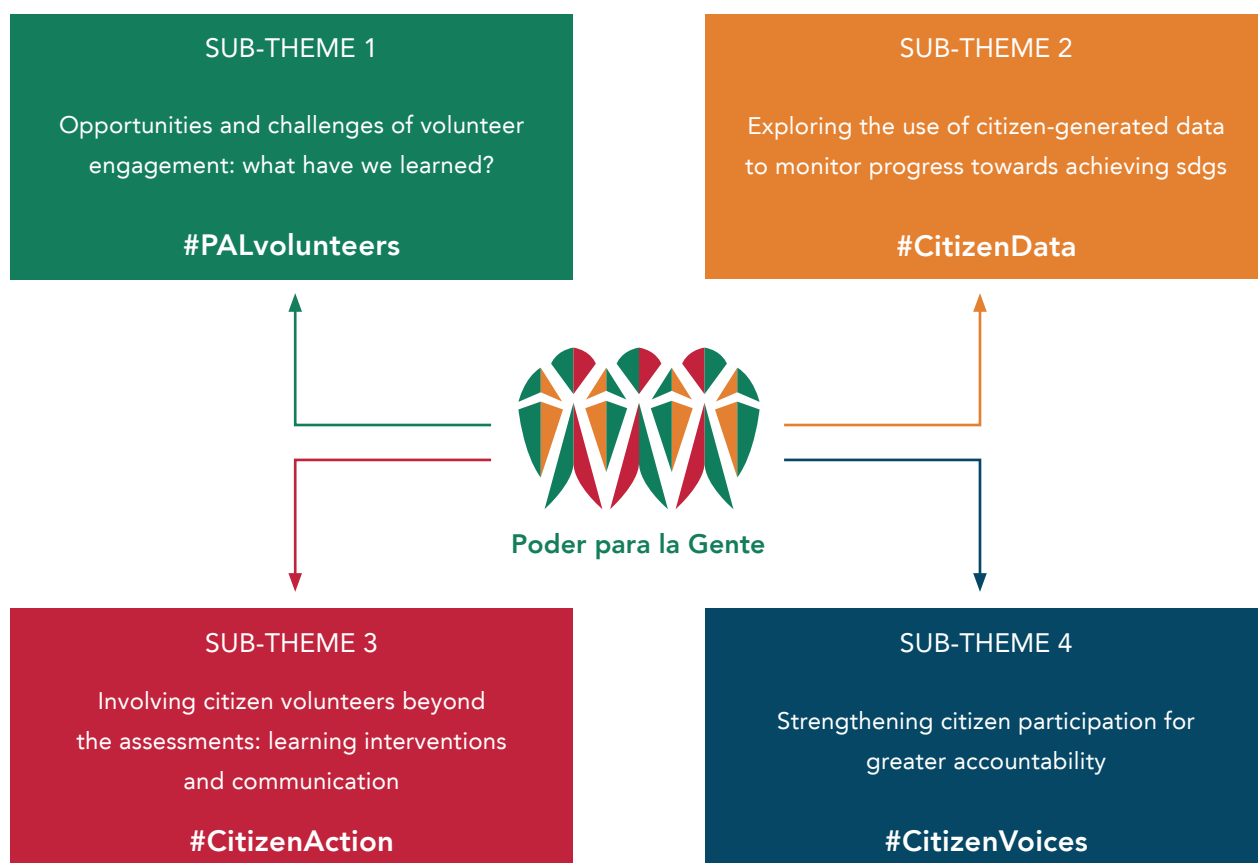 SUB-THEME 1
Opportunities and challenges of volunteer
engagement: what have we learned?
#PALvolunteers
SUB-THEME 2
Exploring the use of citizen-generated data
to monitor progress towards achieving sdgs
#CitizenData
Poder para la Gente
SUB-THEME 3
Involving citizen volunteers beyond
the assessments: learning interventions
and communication
#CitizenAction
SUB-THEME 4
Strengthening citizen participation for
greater accountability
#CitizenVoices